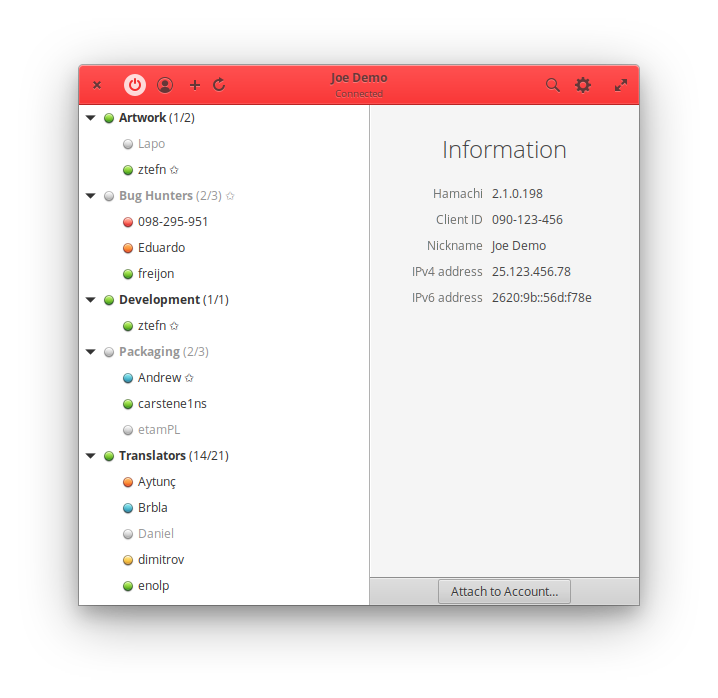 Joe Demo
Connected
Artwork (1/2)
Lapo
ztefn ✩
Bug Hunters (2/3) ✩
098-295-951
Eduardo
freijon
Development (1/1)
ztefn ✩
Packaging (2/3)
Andrew ✩
carstene1ns
etamPL
Translators (14/21)
Aytunç
Brbla
Daniel
dimitrov
enolp
Information
Hamachi 2.1.0.198
Client ID 090-123-456
Nickname Joe Demo
IPv4 address 25.123.456.78
IPv6 address 2620:9b::56d:f78e
Attach to Account...